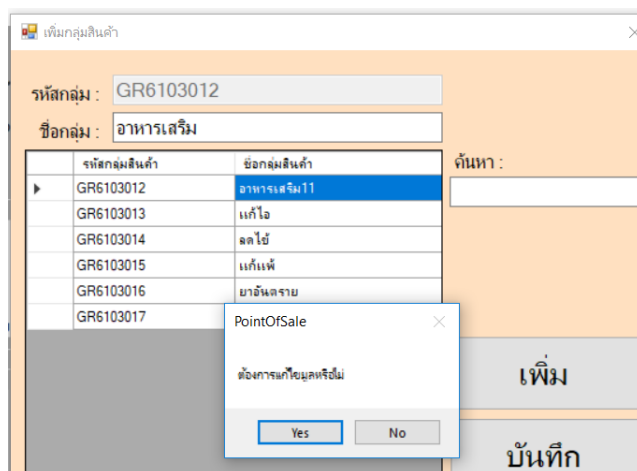 เพิ่มกลุ่มสินค้า
รหัสกลุ่ม : GR6103012
ชื่อกลุ่ม : อาหารเสริม
รหัสกลุ่มสินค้า ชื่อกลุ่มสินค้า
ค้นหา :
GR6103012 อาหารเสริม11
GR6103013 แก้ไอ
GR6103014 ลดไข้
GR6103015 แก้แพ้
GR6103016 ยาอันตราย
GR6103017
PointOfSale
ต้องการแก้ไขมูลหรือไม่
Yes No
เพิ่ม
บันทึก